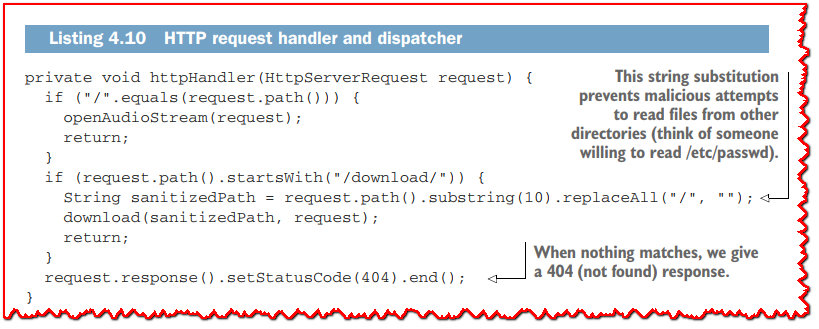 Listing 4.10 HTTP request handler and dispatcher
private void httpHandler(HttpServerRequest request) {
  if ("/".equals(request.path())) {
    openAudioStream(request);
    return;
  }
  if (request.path().startsWith("/download/")) {
    String sanitizedPath = request.path().substring(10).replaceAll("/", "");
    download(sanitizedPath, request);
    return;
  }
  request.response().setStatusCode(404).end();
}
This string substitution
prevents malicious attempts
to read files from other
directories (think of someone
willing to read /etc/passwd).
When nothing matches, we give
a 404 (not found) response.